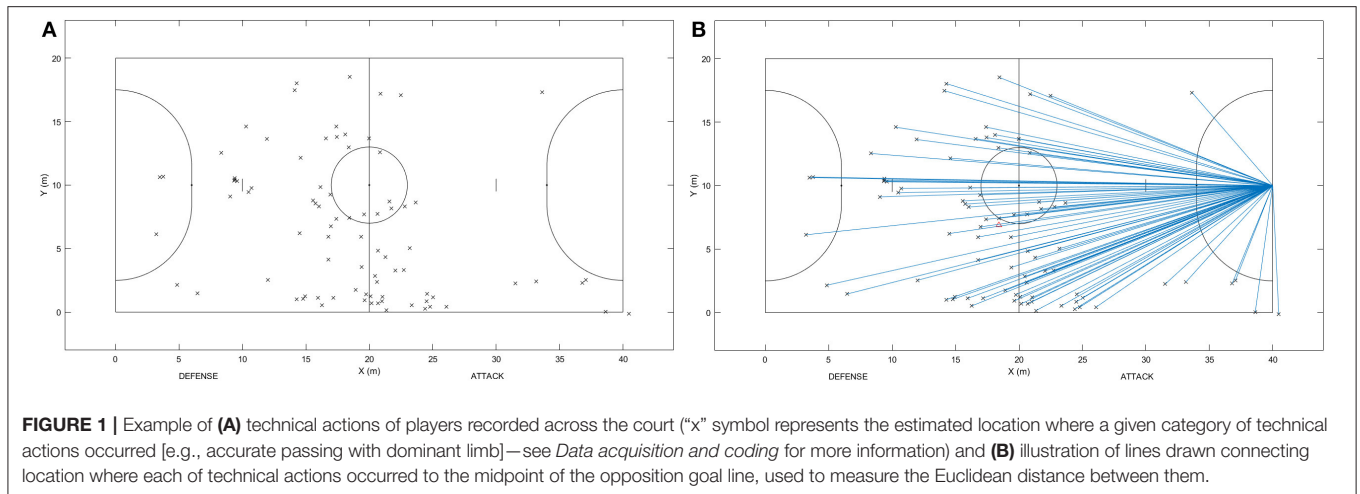 A
B
20
15
10
5
0
Y (m)
0 5 10 15 20 25 30 35 40
DEFENSE X (m) ATTACK
20
15
10
5
0
Y (m)
0 5 10 15 20 25 30 35 40
DEFENSE X (m) ATTACK
FIGURE 1 | Example of (A) technical actions of players recorded across the court (“x” symbol represents the estimated location where a given category of technical
actions occurred [e.g., accurate passing with dominant limb]—see Data acquisition and coding for more information) and (B) illustration of lines drawn connecting
location where each of technical actions occurred to the midpoint of the opposition goal line, used to measure the Euclidean distance between them.